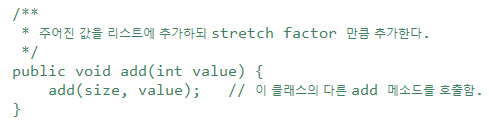 /**
 * 주어진 값을 리스트에 추가하되 stretch factor 만큼 추가한다.
 */
public void add(int value) {
    add(size, value);   // 이 클래스의 다른 add 메소드를 호출함.
}